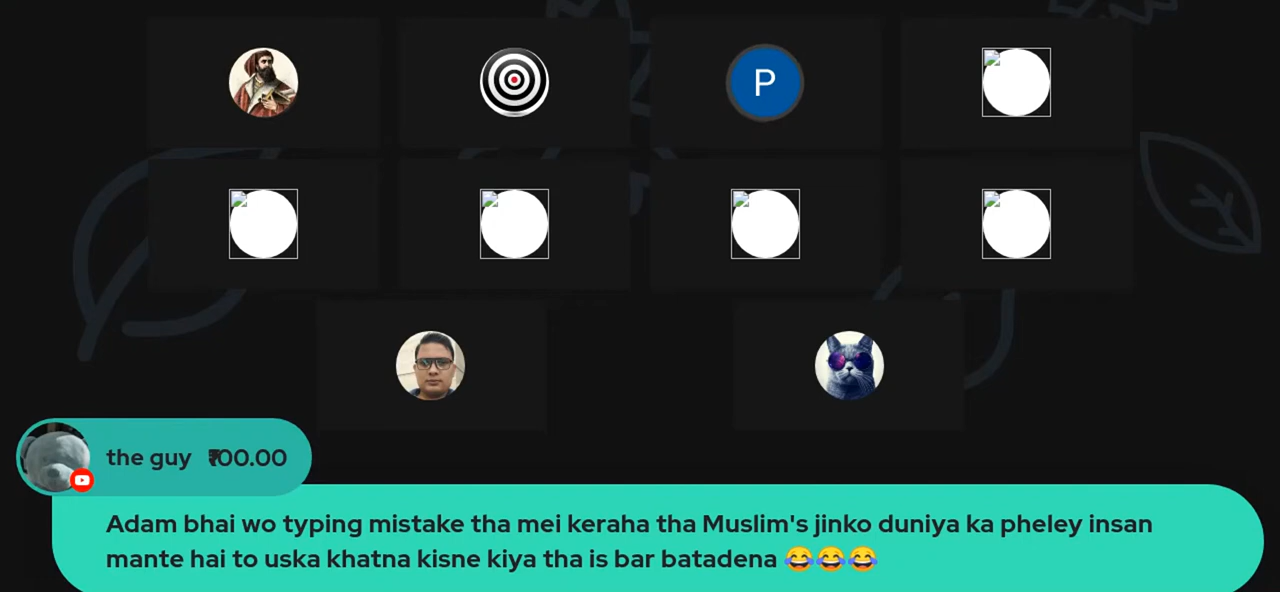 P
the guy ₹100.00
Adam bhai wo typing mistake tha mei keraha tha Muslim's jinko duniya ka pheley insan
mante hai to uska khatna kisne kiya tha is bar batadena 😂😂😂